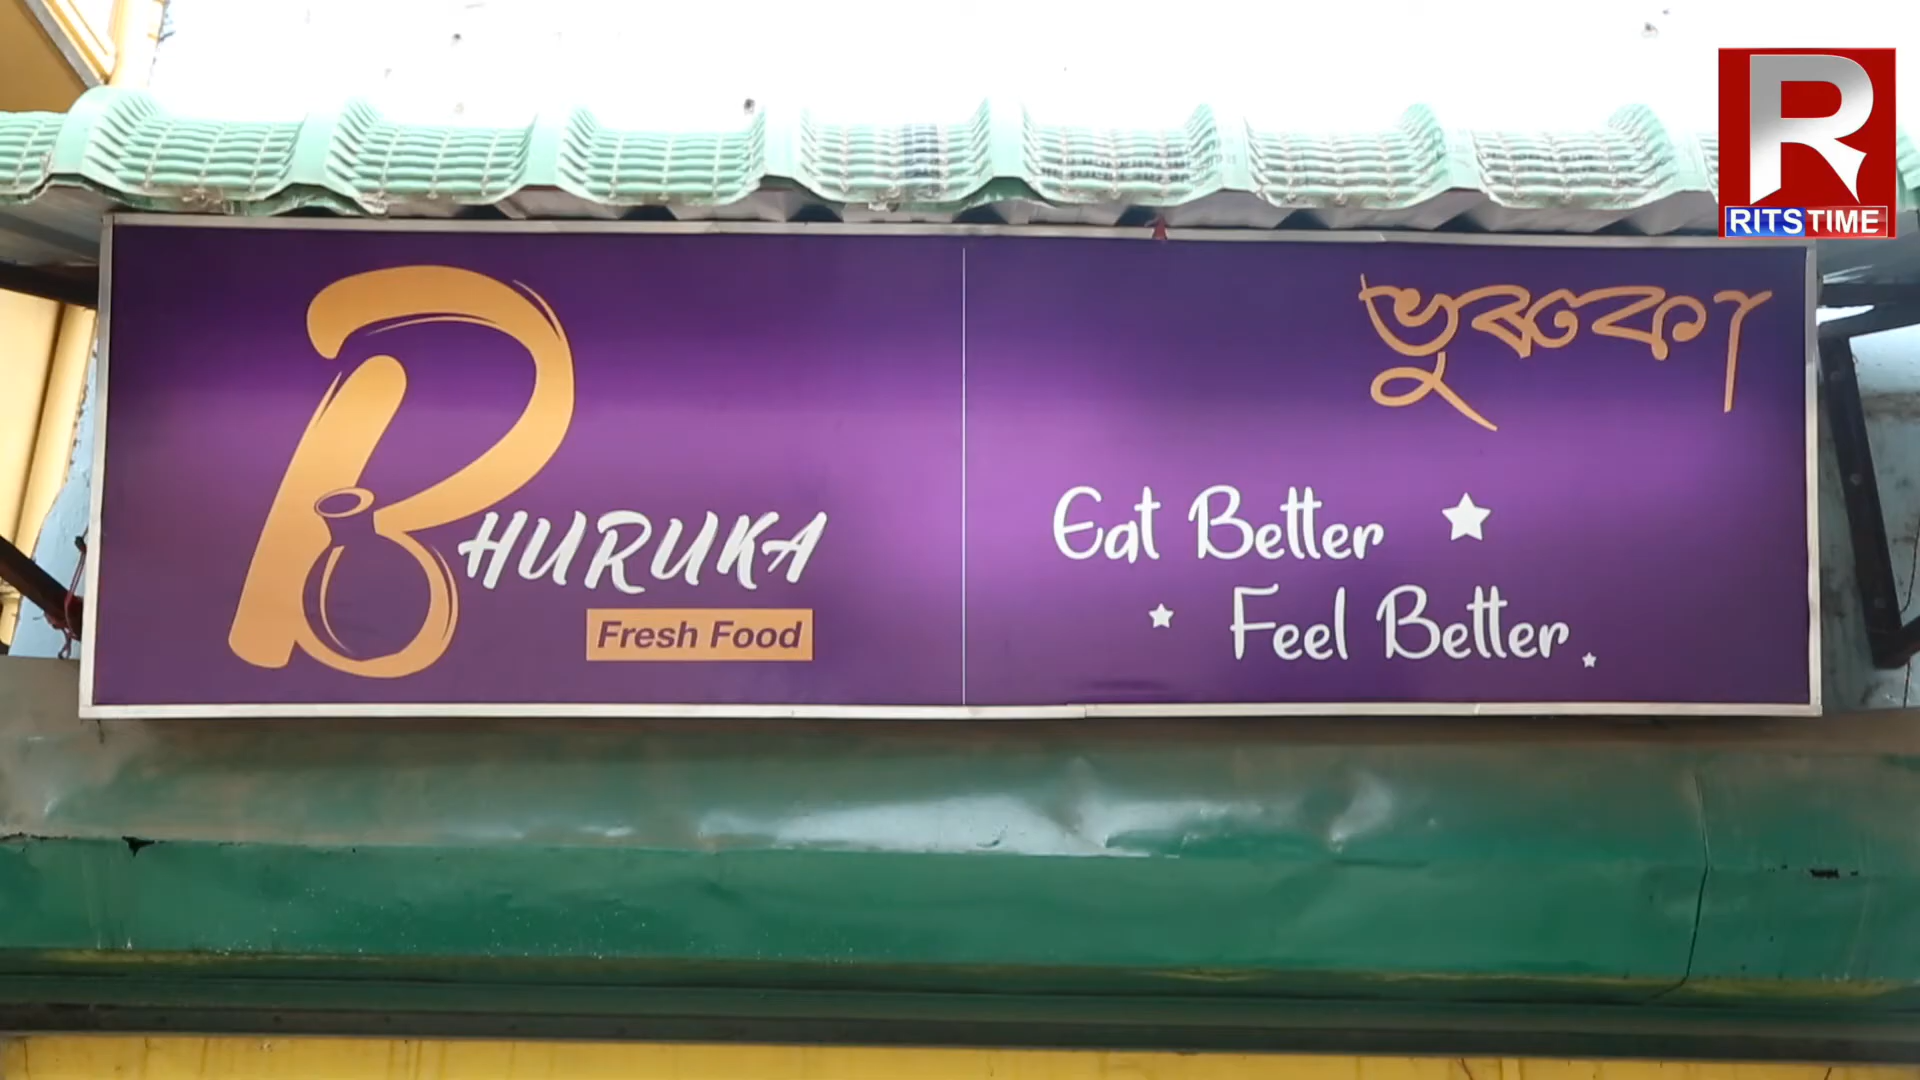 BHURUKA
Fresh Food
ভুৰুকা
Eat Better
Feel Better
R
RITSTIME